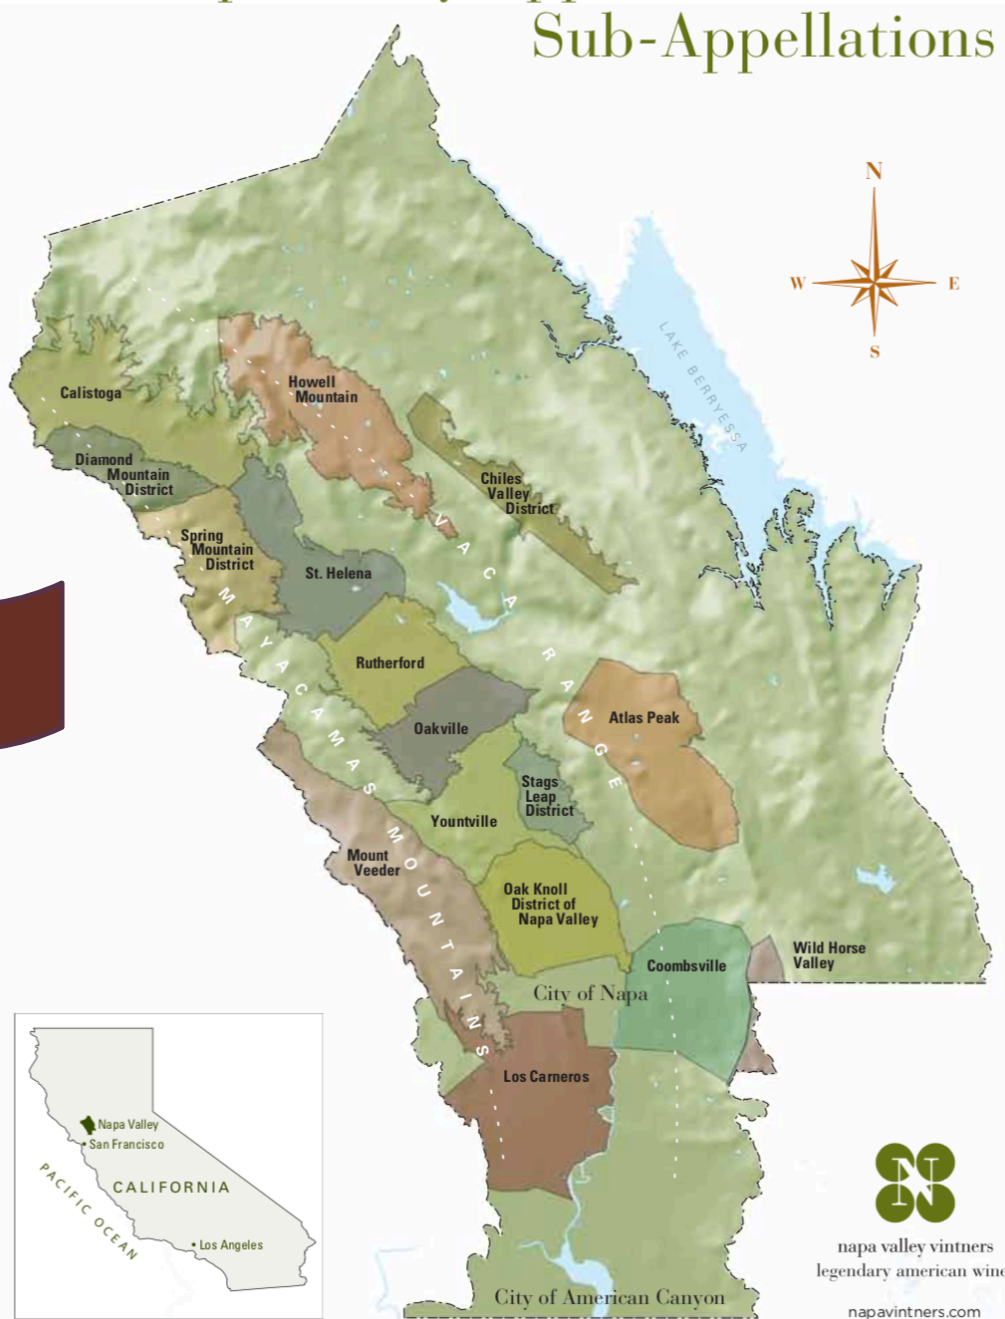 Sub-Appellations
N
W
E
S
LAKE BERRYESSA
Calistoga
Howell
Mountain
Diamond
Mountain
District
Chiles
Valley
District
Spring
Mountain
District
St. Helena
VACA RANGE
MAYACAMAS MOUNTAINS
Rutherford
Oakville
Atlas Peak
Stags
Leap
District
Yountville
Mount
Veeder
Oak Knoll
District of
Napa Valley
Coombsville
Wild Horse
Valley
City of Napa
Los Carneros
Napa Valley
• San Francisco
CALIFORNIA
PACIFIC OCEAN
• Los Angeles
City of American Canyon
N N
napa valley vintners
legendary american wine
napavintners.com